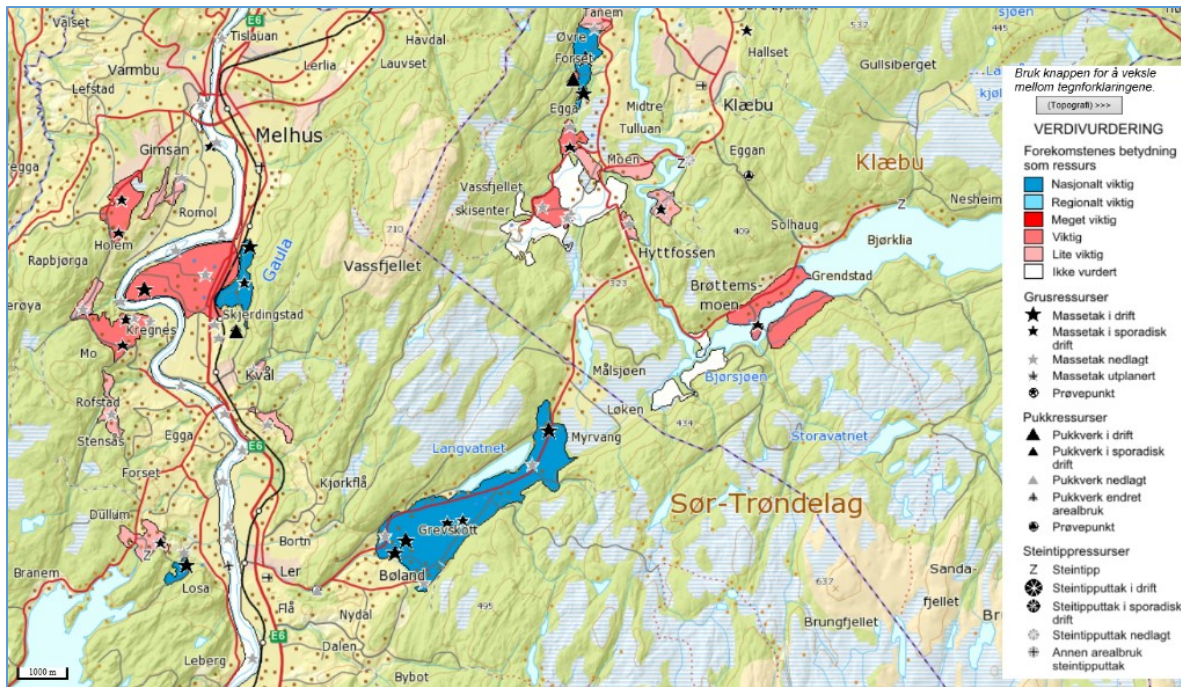 Valset
E6
Tanem
537
445
Tislauan
Havdal
Øvre
Forset
Hallset
Gullsiberget
Varmbu
Lerlia
Lauvset
Lefstad
Egga
Midtre
Tulluan
Klæbu
Melhus
Gimsan
Moen
Z
Eggan
Klæbu
Vassfjellet
skisenter
Nesheim
Romol
Z
Solhaug
Holem
710
409
Bjørklia
Rapbjørga
Gaula
Vassfjellet
Hyttfossen
Grendstad
323
Brøttems-
moen
Skjerdingstad
Kregnes
Mo
Målsjøen
Bjørsjøen
Kvål
Løken
Rofstad
434
Egga
Myrvang
Storavatnet
Stensås
E6
Langvatnet
Forset
Kjørkflå
Sør-Trøndelag
Grevskott
Dullum
Z
Bortn
Ler
Bøland
Losa
Branem
637
Sanda-
fjellet
495
Flå
Nydal
Brungfjellet
E6
Dalen
Leberg
Bybot
1000 m
Bruk knappen for å veksle
mellom tegnforklaringene.
(Topografi) >>>
VERDIVURDERING
Forekomstenes betydning
som ressurs
Nasjonalt viktig
Regionalt viktig
Meget viktig
Viktig
Lite viktig
Ikke vurdert
Grusressurser
Massetak i drift
Massetak i sporadisk
drift
Massetak nedlagt
Massetak utplanert
Prøvepunkt
Pukkressurser
Pukkverk i drift
Pukkverk i sporadisk
drift
Pukkverk nedlagt
Pukkverk endret
arealbruk
Prøvepunkt
Steintippressurser
Z Steintipp
Steintipputtak i drift
Steitipputtak i sporadisk
drift
Steintipputtak nedlagt
Annen arealbruk
steintipputtak